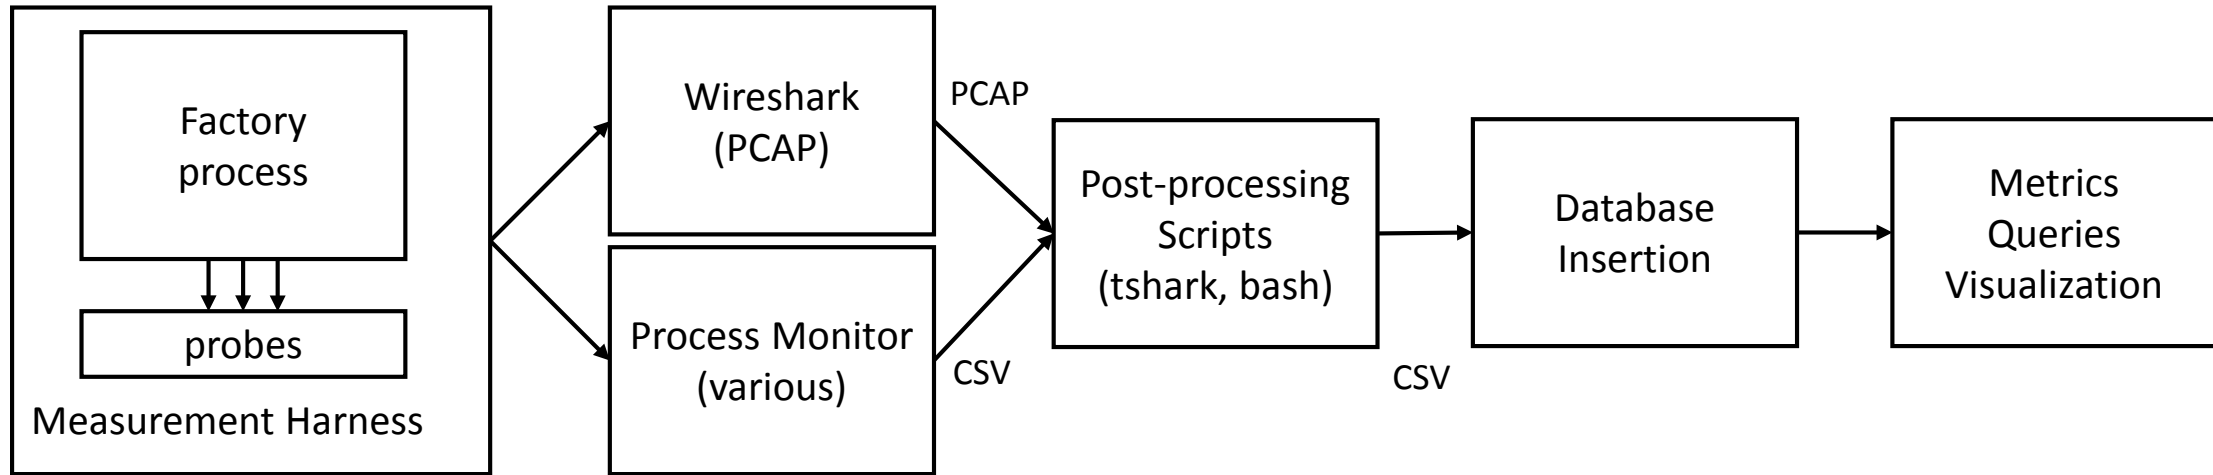 Factory
process
probes
Measurement Harness
Wireshark
(PCAP)
Process Monitor
(various)
PCAP
CSV
Post-processing
Scripts
(tshark, bash)
CSV
Database
Insertion
Metrics
Queries
Visualization